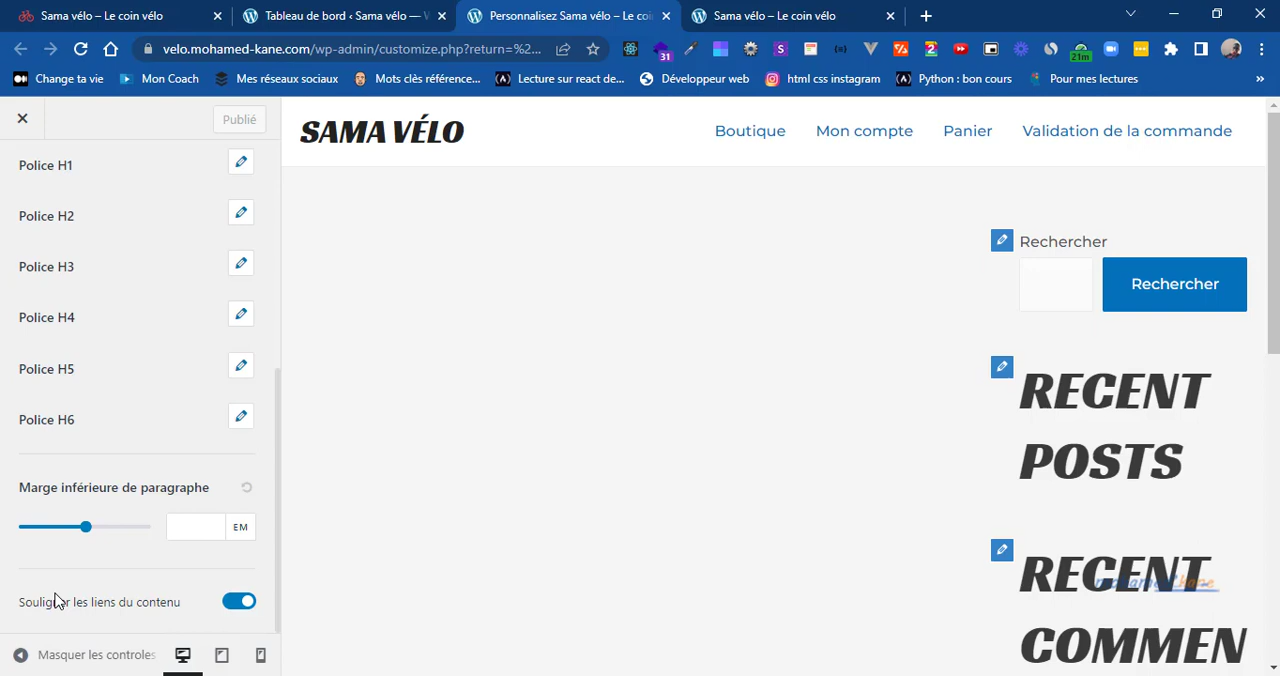 Sama vélo – Le coin vélo
Tableau de bord ‹ Sama vélo — W
Personnalisez Sama vélo – Le coi
Sama vélo – Le coin vélo
velo.mohamed-kane.com/wp-admin/customize.php?return=%2...
31
21m
Change ta vie
Mon Coach
Mes réseaux sociaux
Mots clés référence...
Lecture sur react de...
Développeur web
html css instagram
Python : bon cours
Pour mes lectures
»
Publié
Police H1
Police H2
Police H3
Police H4
Police H5
Police H6
Marge inférieure de paragraphe
EM
Souligner les liens du contenu
Masquer les controles
SAMA VÉLO
Boutique
Mon compte
Panier
Validation de la commande
Rechercher
Rechercher
RECENT
POSTS
RECENT
COMMEN